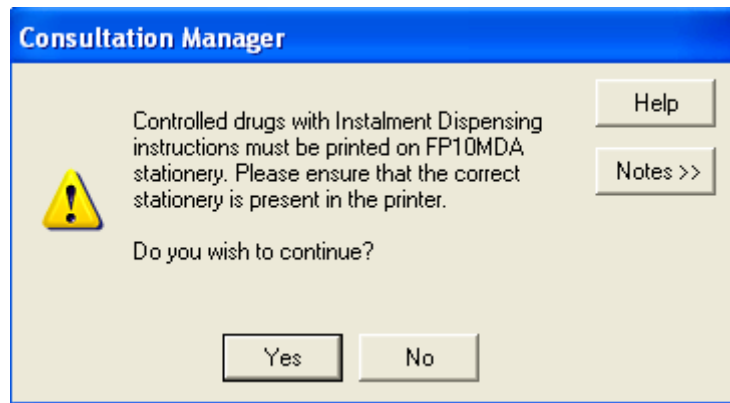 Consultation Manager
Controlled drugs with Instalment Dispensing
instructions must be printed on FP10MDA
stationery. Please ensure that the correct
stationery is present in the printer.
Do you wish to continue?
Help
Notes >>
Yes
No